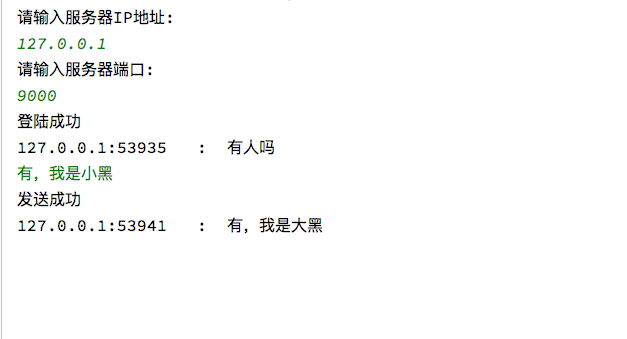 请输入服务器IP地址:
127.0.0.1
请输入服务器端口:
9000
登陆成功
127.0.0.1:53935   :  有人吗
有，我是小黑
发送成功
127.0.0.1:53941   :  有，我是大黑